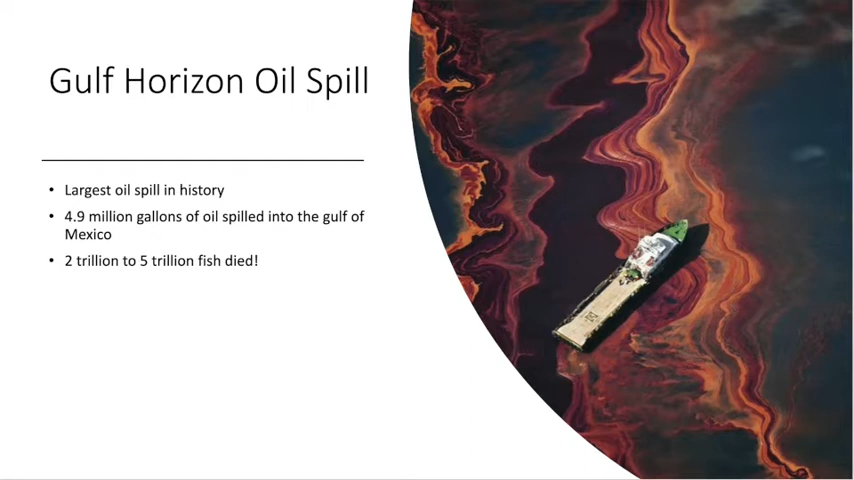 Gulf Horizon Oil Spill
• Largest oil spill in history
• 4.9 million gallons of oil spilled into the gulf of
Mexico
• 2 trillion to 5 trillion fish died!